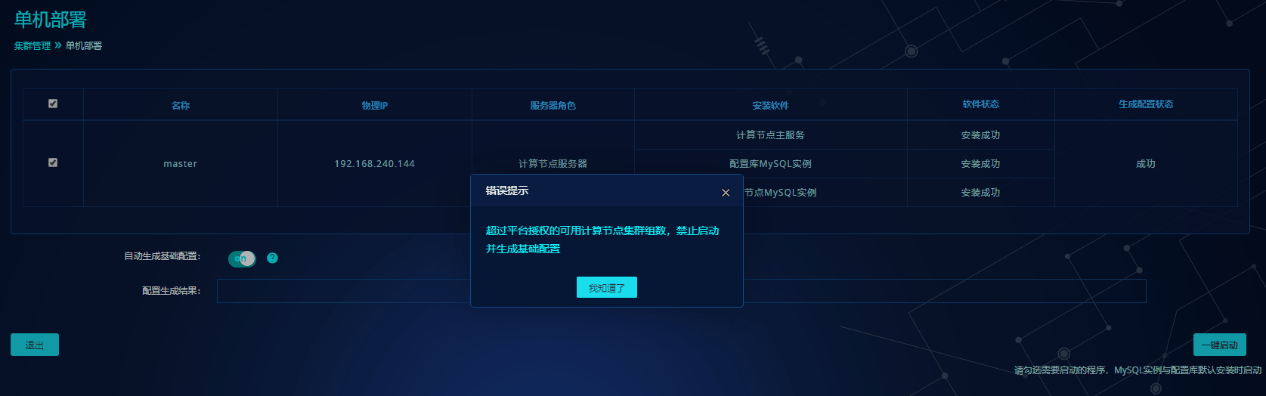 单机部署
集群管理 » 单机部署
名称 物理IP 服务器角色 安装软件 软件状态 生成配置状态
计算节点主服务 安装成功
master 192.168.240.144 计算节点服务器 配置库MySQL实例 安装成功 成功
节点MySQL实例 安装成功
错误提示 ×
超过平台授权的可用计算节点集群组数，禁止启动
并生成基础配置
我知道了
自动生成基础配置： on ?
配置生成结果：
退出 一键启动
请勾选需要启动的程序，MySQL实例与配置库默认安装时启动